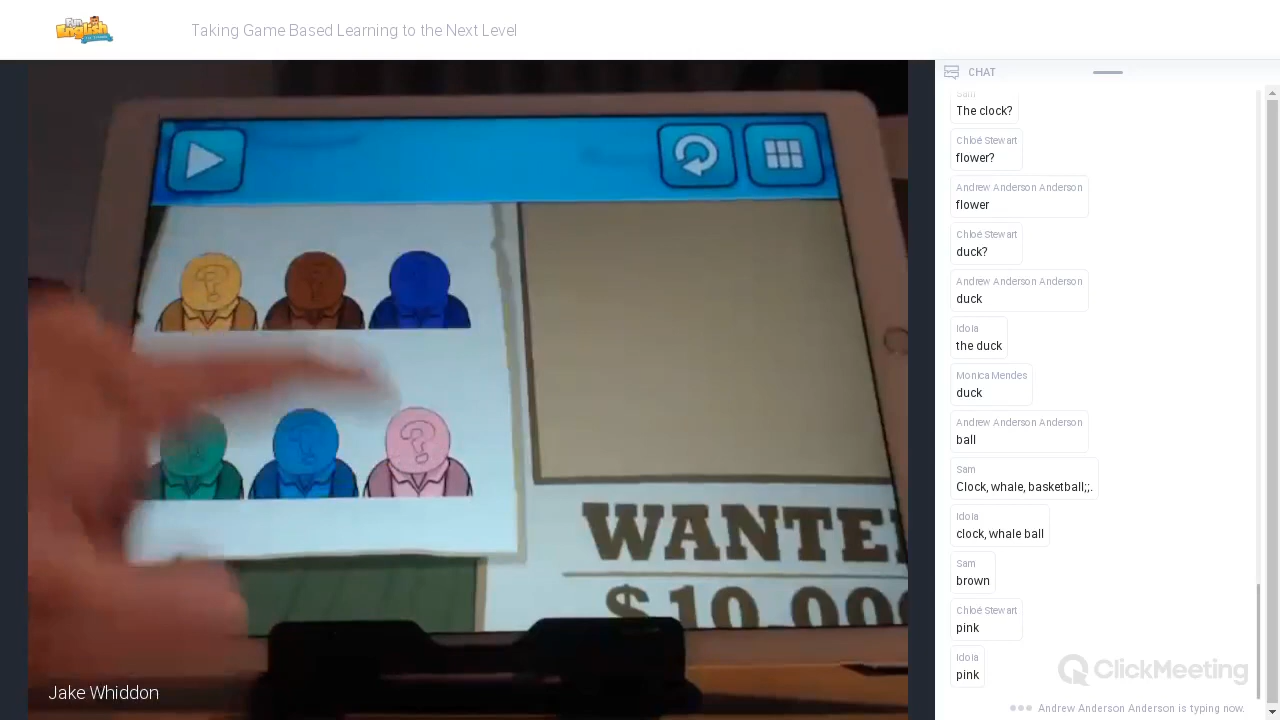 Fun
English
Taking Game Based Learning to the Next Level
CHAT
Sam
The clock?
Chloé Stewart
flower?
Andrew Anderson Anderson
flower
Chloé Stewart
duck?
Andrew Anderson Anderson
duck
Idoia
the duck
Monica Mendes
duck
Andrew Anderson Anderson
ball
Sam
Clock, whale, basketball;;.
Idoia
clock, whale ball
Sam
brown
Chloé Stewart
pink
Idoia
pink
ClickMeeting
Andrew Anderson Anderson is typing now.
? ? ?
? ? ?
WANTE
$10,00
Jake Whiddon